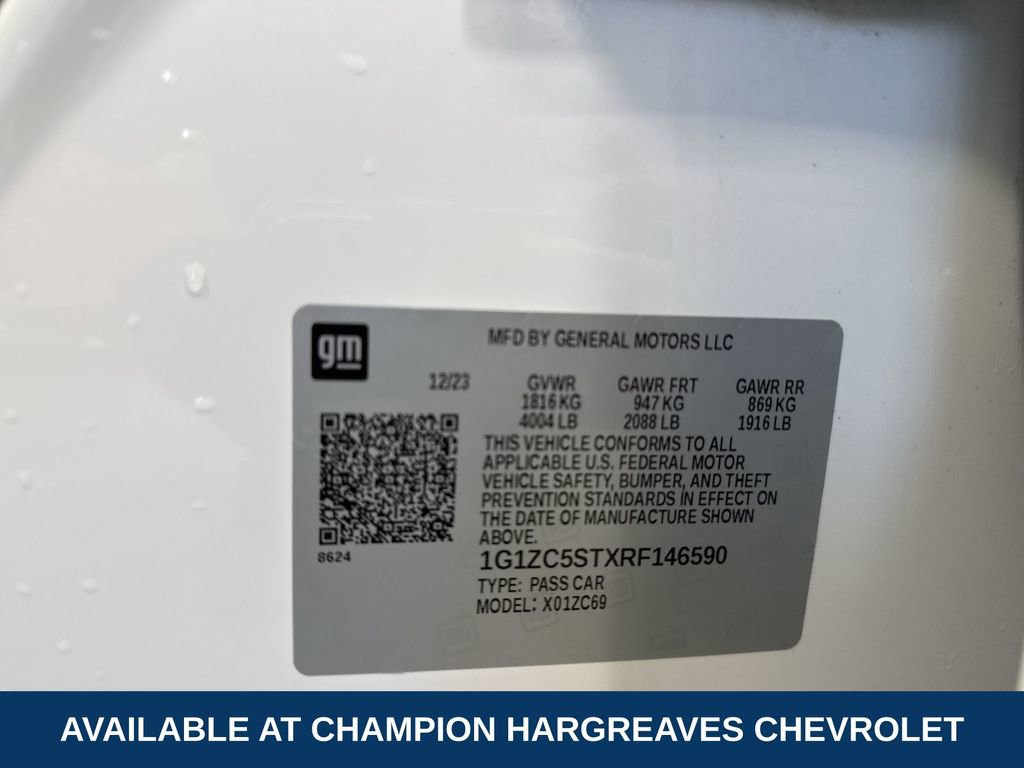 gm
MFD BY GENERAL MOTORS LLC
12/23 GVWR GAWR FRT GAWR RR
1816 KG 947 KG 869 KG
4004 LB 2088 LB 1916 LB
THIS VEHICLE CONFORMS TO ALL
APPLICABLE U.S. FEDERAL MOTOR
VEHICLE SAFETY, BUMPER, AND THEFT
PREVENTION STANDARDS IN EFFECT ON
THE DATE OF MANUFACTURE SHOWN
ABOVE.
8624
1G1ZC5STXRF146590
TYPE: PASS CAR
MODEL: X01ZC69
AVAILABLE AT CHAMPION HARGREAVES CHEVROLET